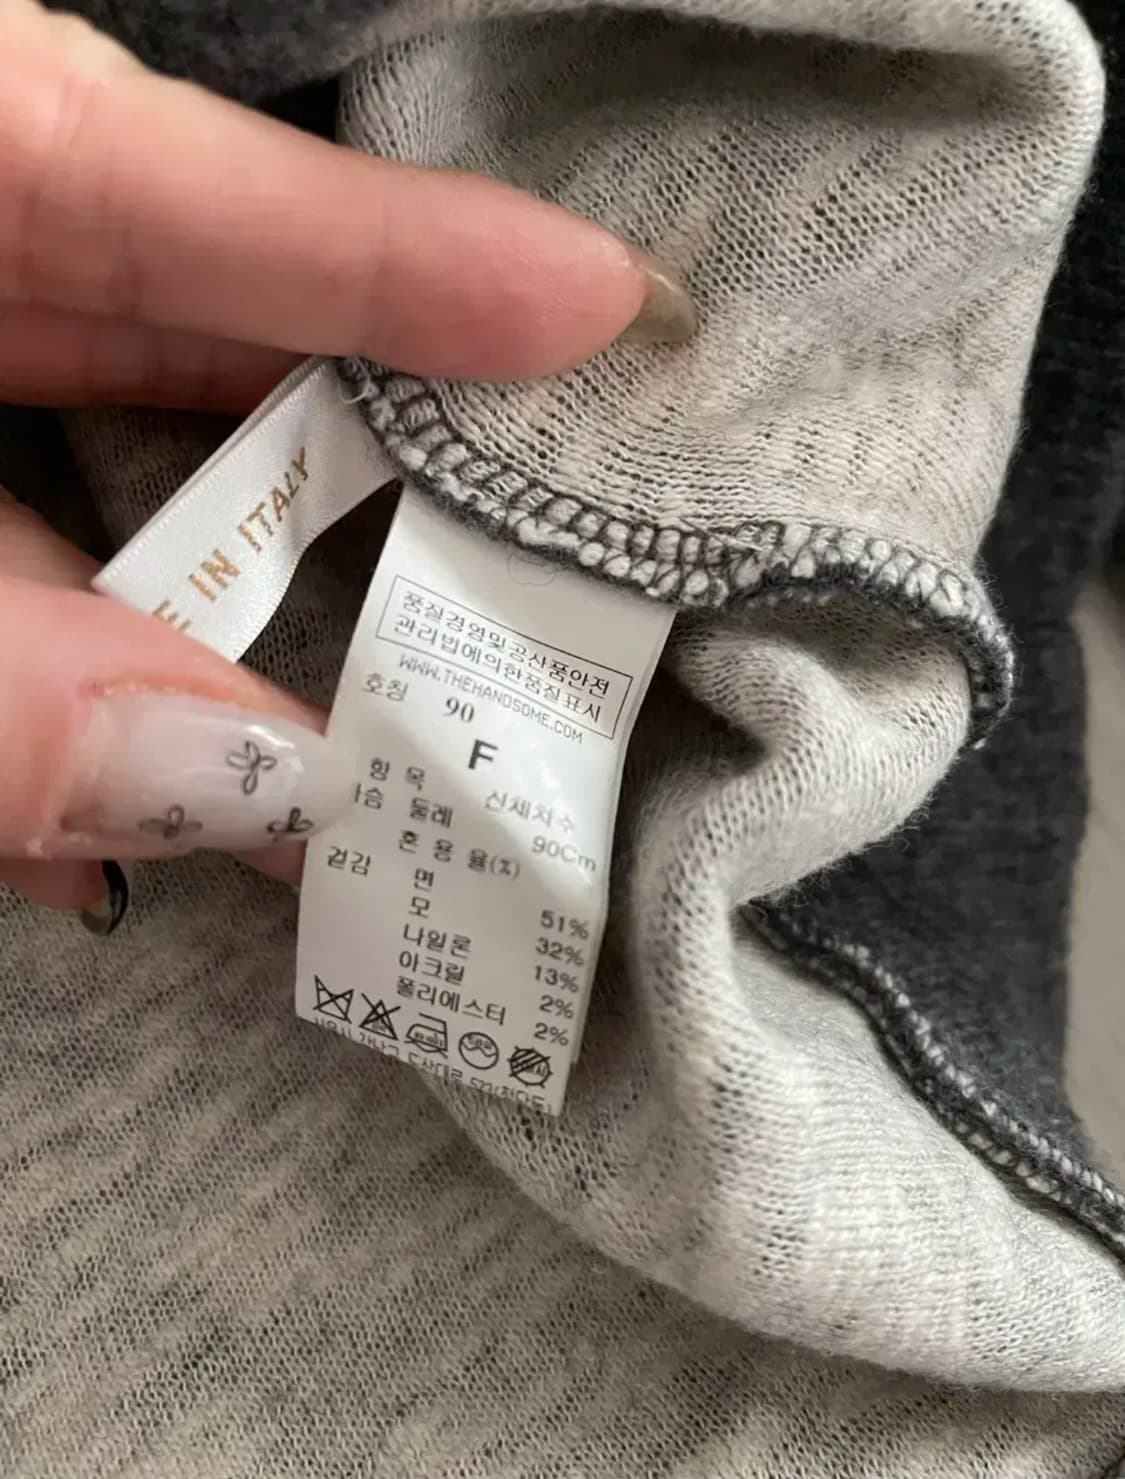 IN ITALY
품질경영및공산품안전
관리법에의한품질표시
WWW.THEHANDSOME.COM
호칭 90
F
항 목 신체치수
가슴 둘레 90Cm
혼 용 율(%)
겉감 면 51%
모 32%
나일론 13%
아크릴 2%
폴리에스터 2%